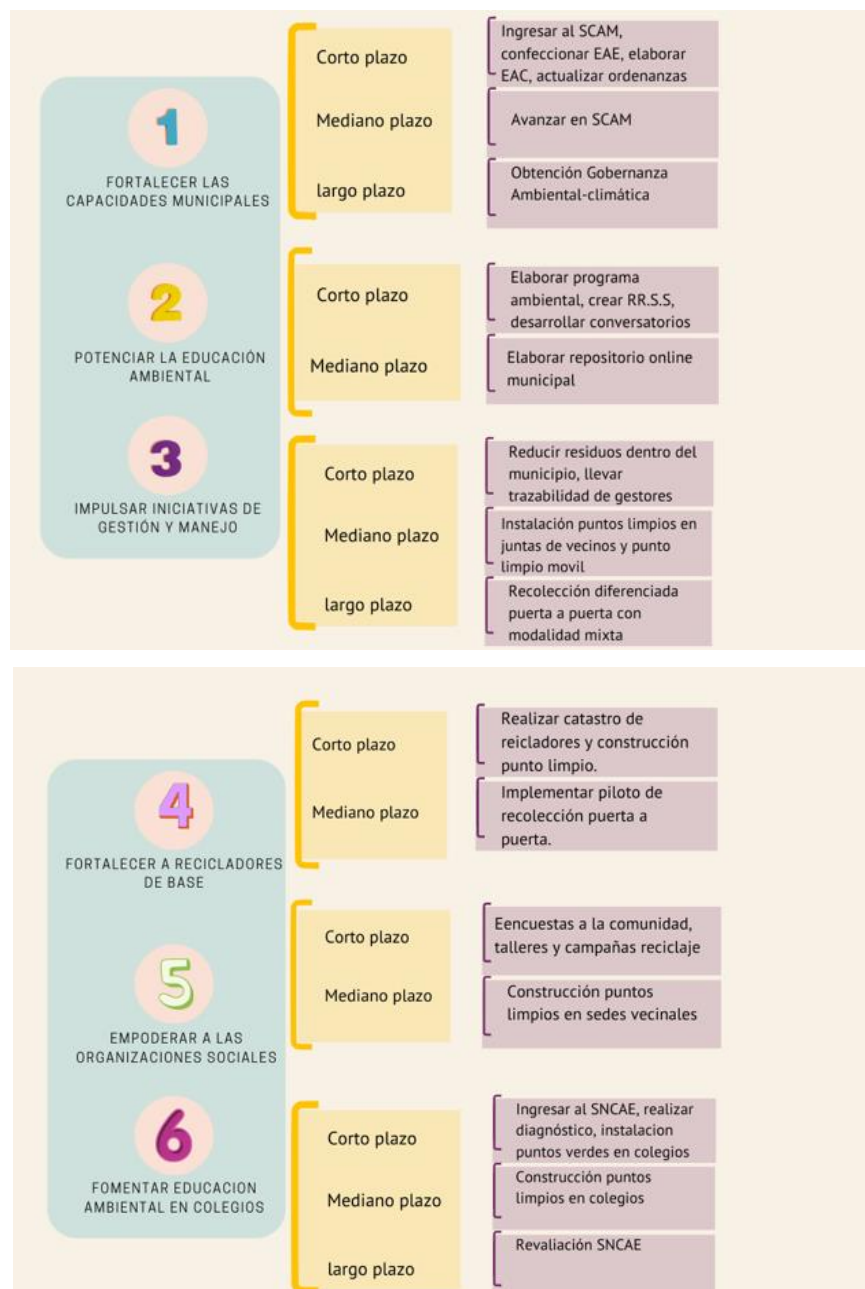 1
FORTALECER LAS
CAPACIDADES MUNICIPALES
Corto plazo
Ingresar al SCAM,
confeccionar EAE, elaborar
EAC, actualizar ordenanzas
Mediano plazo
Avanzar en SCAM
largo plazo
Obtención Gobernanza
Ambiental-climática
2
POTENCIAR LA EDUCACIÓN
AMBIENTAL
Corto plazo
Elaborar programa
ambiental, crear RR.S.S,
desarrollar conversatorios
Mediano plazo
Elaborar repositorio online
municipal
3
IMPULSAR INICIATIVAS DE
GESTIÓN Y MANEJO
Corto plazo
Reducir residuos dentro del
municipio, llevar
trazabilidad de gestores
Mediano plazo
Instalación puntos limpios en
juntas de vecinos y punto
limpio movil
largo plazo
Recolección diferenciada
puerta a puerta con
modalidad mixta
4
FORTALECER A RECICLADORES
DE BASE
Corto plazo
Realizar catastro de
reicladores y construcción
punto limpio.
Mediano plazo
Implementar piloto de
recolección puerta a
puerta.
5
EMPODERAR A LAS
ORGANIZACIONES SOCIALES
Corto plazo
Eencuestas a la comunidad,
talleres y campañas reciclaje
Mediano plazo
Construcción puntos
limpios en sedes vecinales
6
FOMENTAR EDUCACION
AMBIENTAL EN COLEGIOS
Corto plazo
Ingresar al SNCAE, realizar
diagnóstico, instalacion
puntos verdes en colegios
Mediano plazo
Construcción puntos
limpios en colegios
largo plazo
Revaliación SNCAE